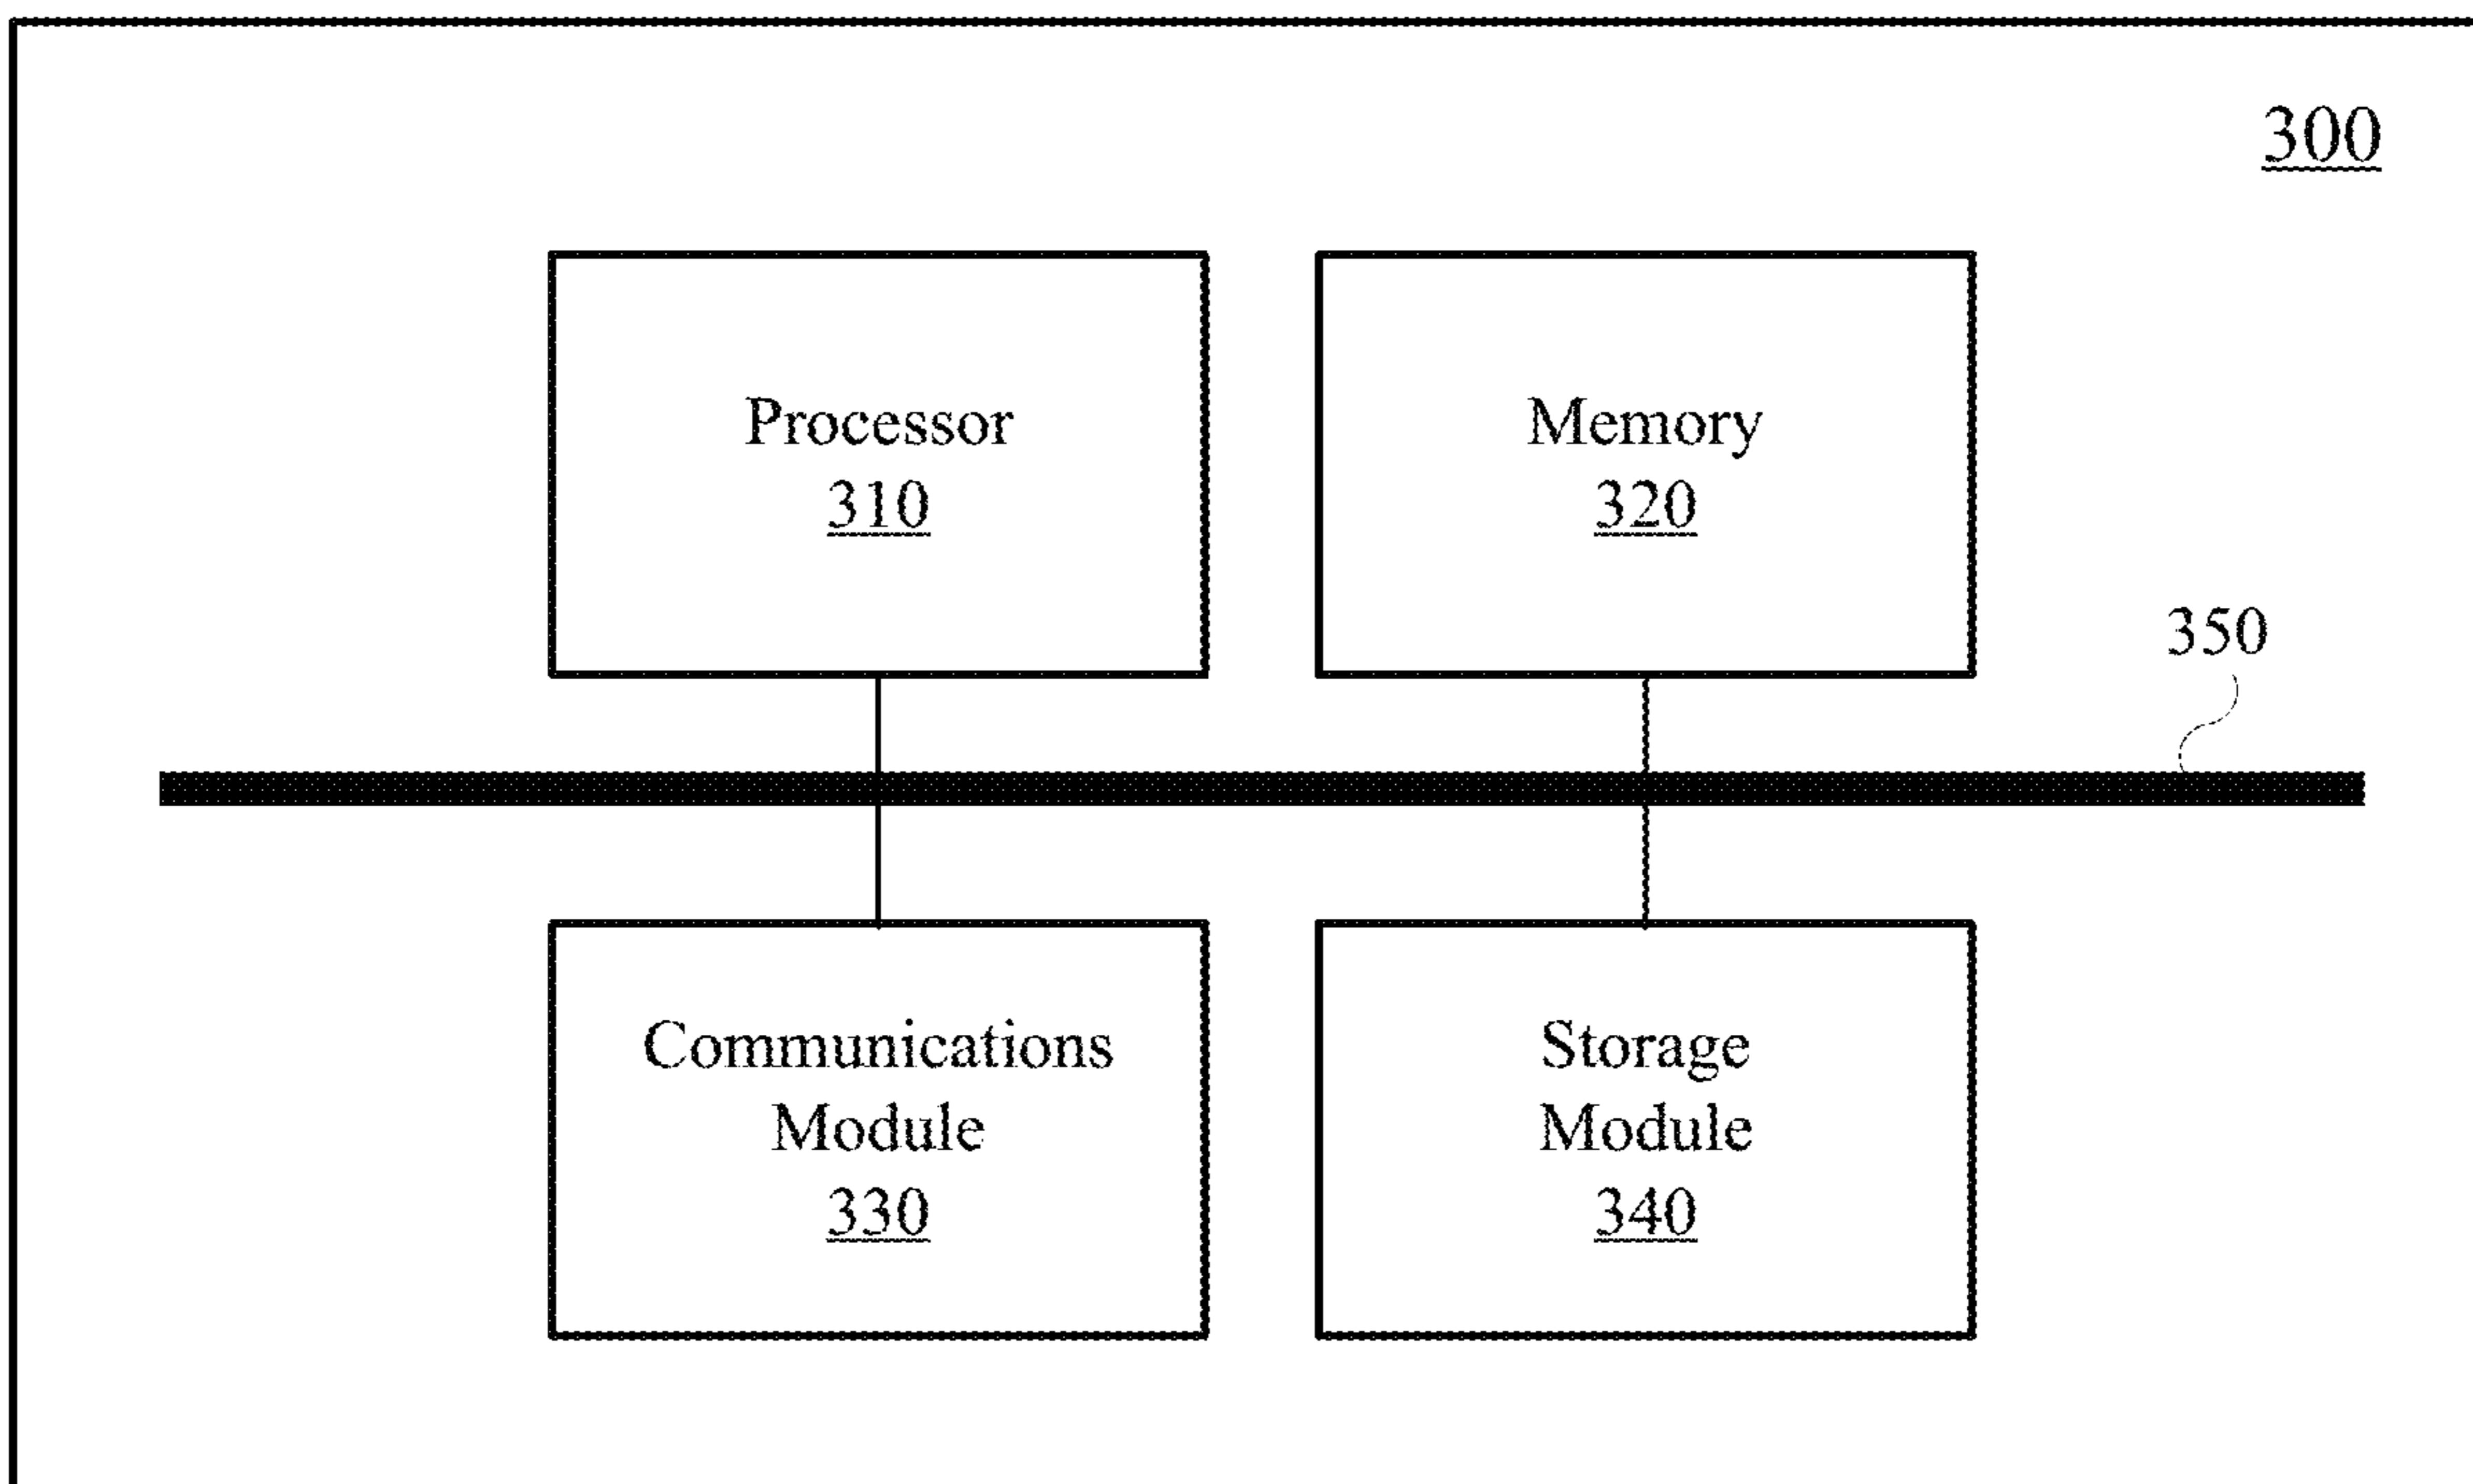 300
Processor
310
Memory
320
350
Communications
Module
330
Storage
Module
340